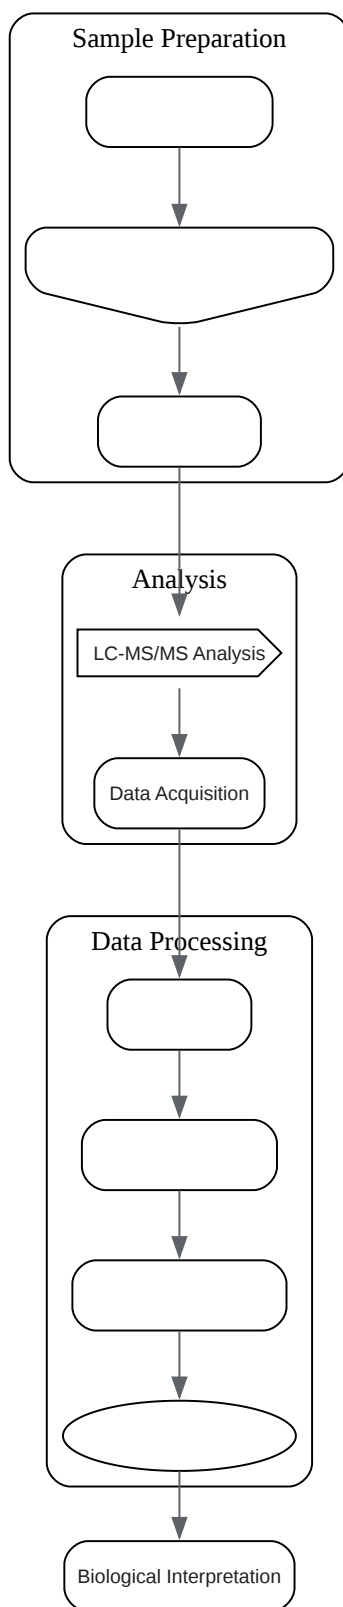 Sample Preparation
Analysis
LC-MS/MS Analysis
Data Acquisition
Data Processing
Biological Interpretation